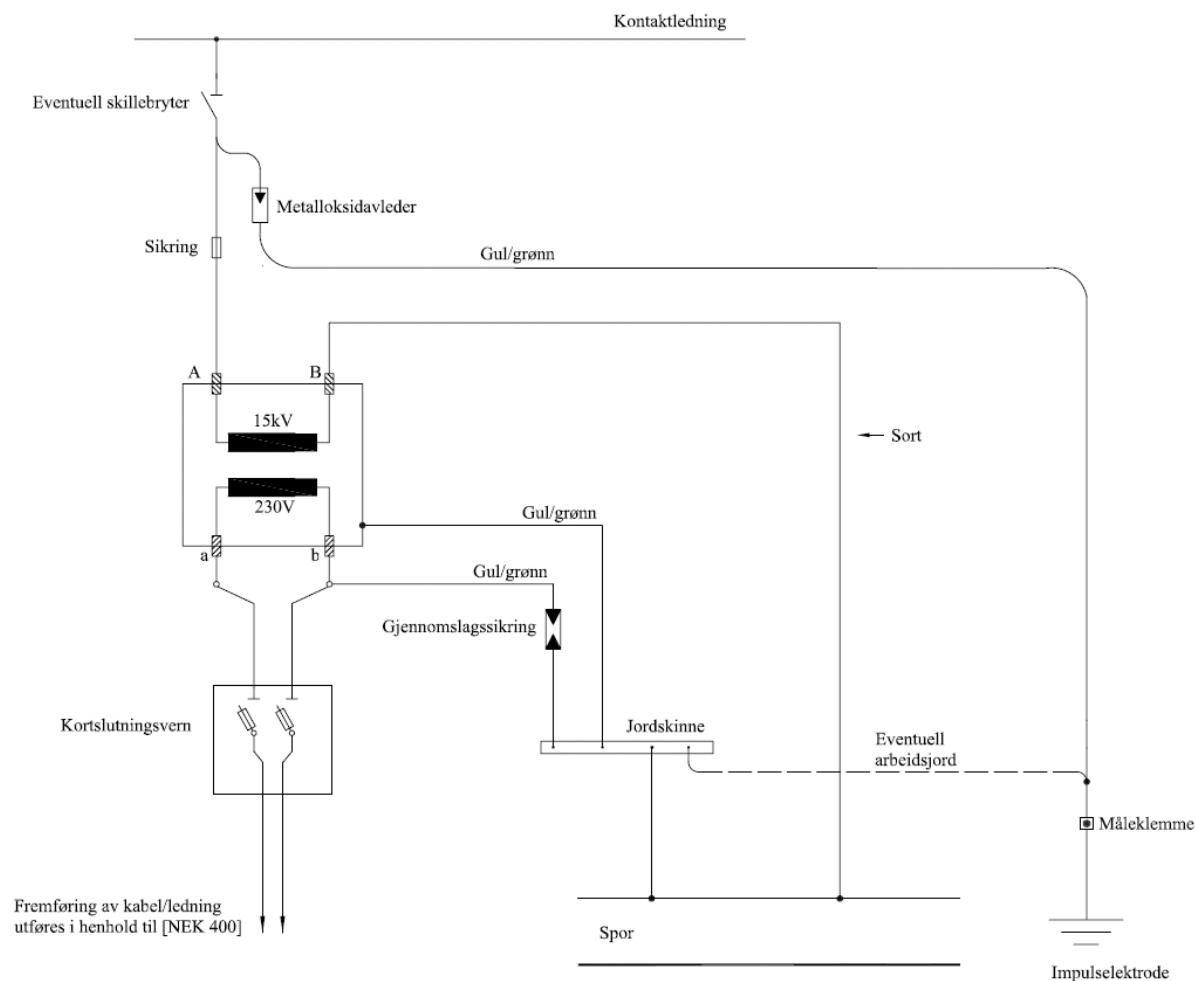 Kontaktledning
Eventuell skillebryter
Metalloksidavleder
Sikring
Gul/grønn
A
B
15kV
Sort
230V
Gul/grønn
a
b
Gul/grønn
Gjennomslagssikring
Kortslutningsvern
Jordskinne
Eventuell
arbeidsjord
Måleklemme
Fremføring av kabel/ledning
utføres i henhold til [NEK 400]
Spor
Impulselektrode